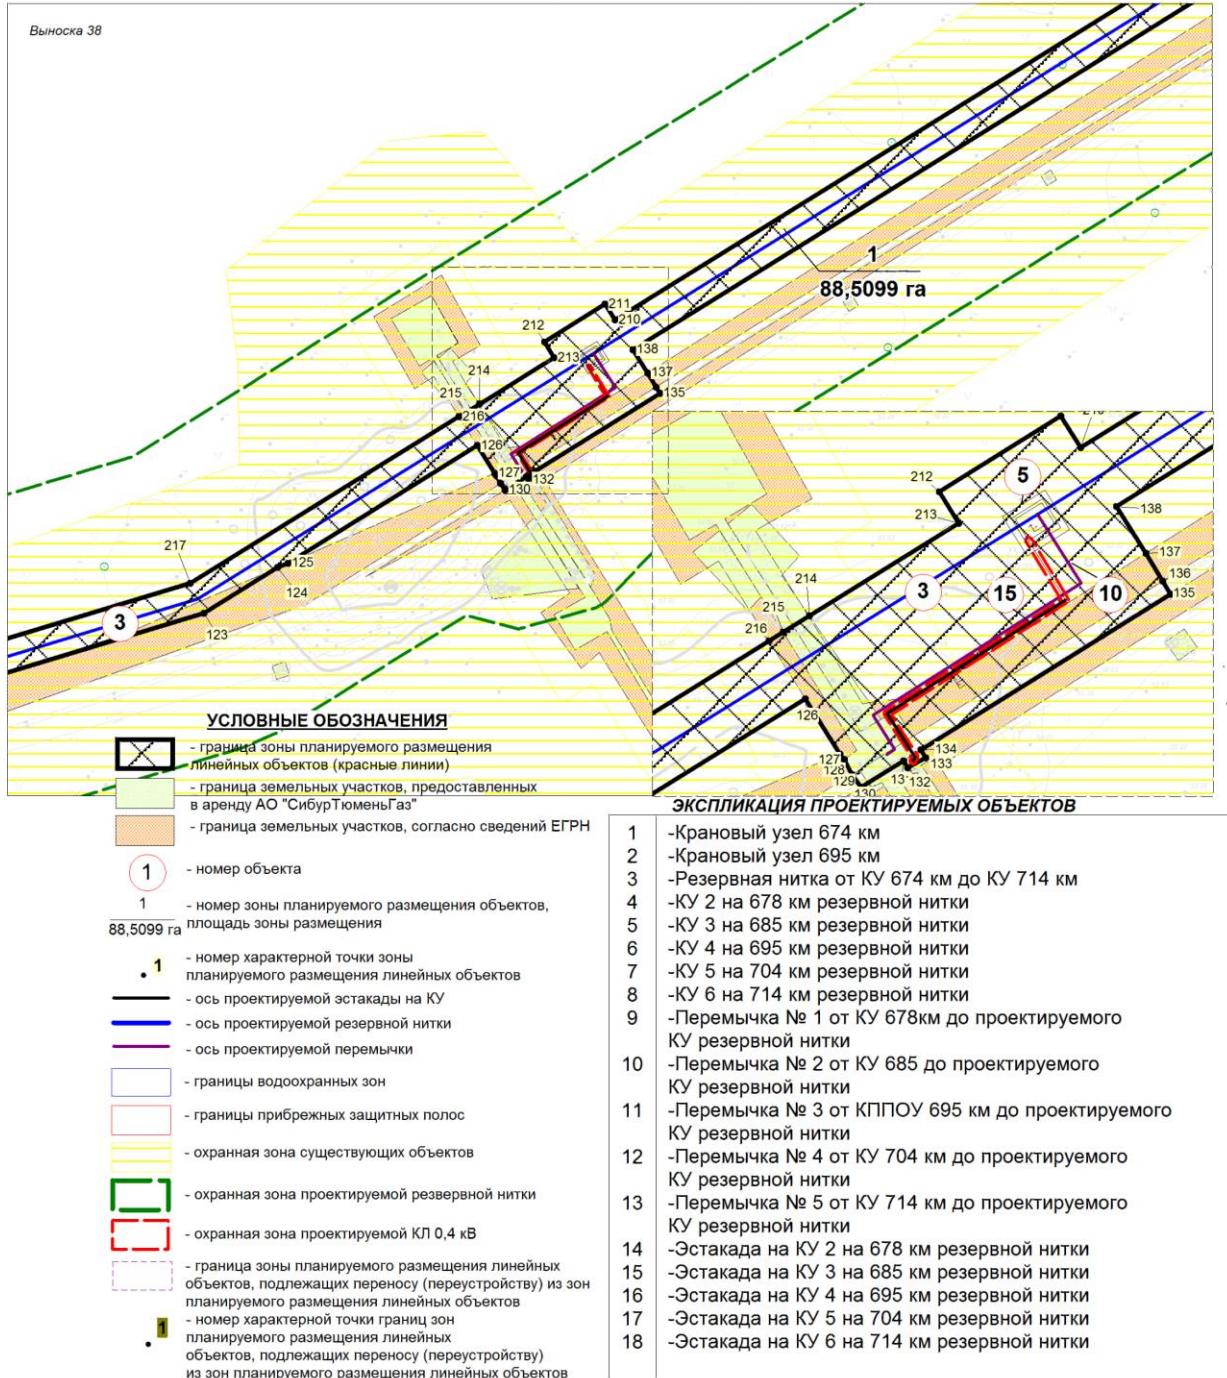 Выноска 38
1
88,5099 га
211
210
212
138
213
137
214
135
215
216
126
127
132
130
217
125
124
3
123
5
212
213
138
137
136
135
3
15
10
214
215
216
126
127
128
129
130
134
133
132
УСЛОВНЫЕ ОБОЗНАЧЕНИЯ
- граница зоны планируемого размещения
линейных объектов (красные линии)
- граница земельных участков, предоставленных
в аренду АО "СибурТюменьГаз"
- граница земельных участков, согласно сведений ЕГРН
1
- номер объекта
1
88,5099 га
- номер зоны планируемого размещения объектов,
площадь зоны размещения
1
- номер характерной точки зоны
планируемого размещения линейных объектов
- ось проектируемой эстакады на КУ
- ось проектируемой резервной нитки
- ось проектируемой перемычки
- границы водоохранных зон
- границы прибрежных защитных полос
- охранная зона существующих объектов
- охранная зона проектируемой резвервной нитки
- охранная зона проектируемой КЛ 0,4 кВ
- граница зоны планируемого размещения линейных
объектов, подлежащих переносу (переустройству) из зон
планируемого размещения линейных объектов
1
- номер характерной точки границ зон
планируемого размещения линейных
объектов, подлежащих переносу (переустройству)
из зон планируемого размещения линейных объектов
ЭКСПЛИКАЦИЯ ПРОЕКТИРУЕМЫХ ОБЪЕКТОВ
1 -Крановый узел 674 км
2 -Крановый узел 695 км
3 -Резервная нитка от КУ 674 км до КУ 714 км
4 -КУ 2 на 678 км резервной нитки
5 -КУ 3 на 685 км резервной нитки
6 -КУ 4 на 695 км резервной нитки
7 -КУ 5 на 704 км резервной нитки
8 -КУ 6 на 714 км резервной нитки
9 -Перемычка № 1 от КУ 678км до проектируемого
КУ резервной нитки
10 -Перемычка № 2 от КУ 685 до проектируемого
КУ резервной нитки
11 -Перемычка № 3 от КППОУ 695 км до проектируемого
КУ резервной нитки
12 -Перемычка № 4 от КУ 704 км до проектируемого
КУ резервной нитки
13 -Перемычка № 5 от КУ 714 км до проектируемого
КУ резервной нитки
14 -Эстакада на КУ 2 на 678 км резервной нитки
15 -Эстакада на КУ 3 на 685 км резервной нитки
16 -Эстакада на КУ 4 на 695 км резервной нитки
17 -Эстакада на КУ 5 на 704 км резервной нитки
18 -Эстакада на КУ 6 на 714 км резервной нитки